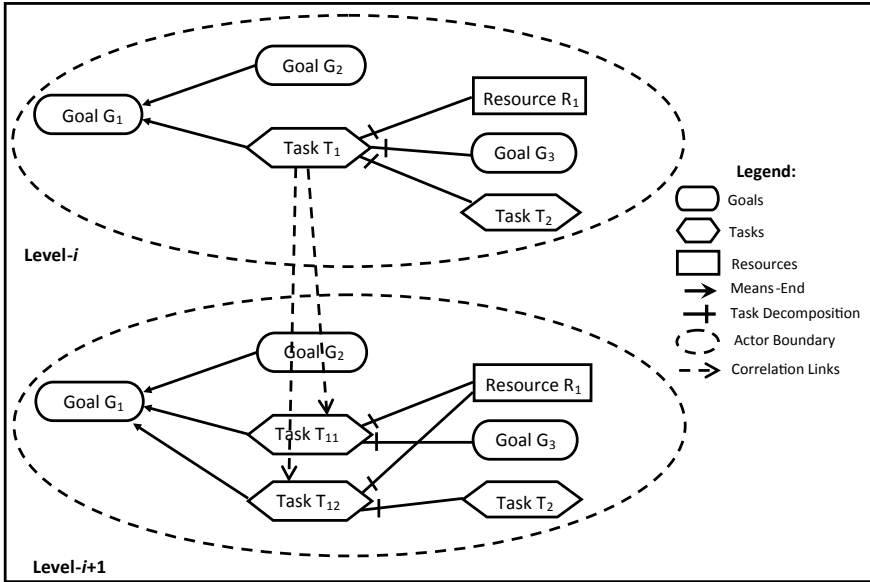 Goal G₂
Goal G₁
Resource R₁
Task T₁
Goal G₃
Task T₂
Level-i
Legend:
Goals
Tasks
Resources
Means-End
Task Decomposition
Actor Boundary
Correlation Links
Goal G₂
Goal G₁
Resource R₁
Task T₁₁
Goal G₃
Task T₁₂
Task T₂
Level-i+1